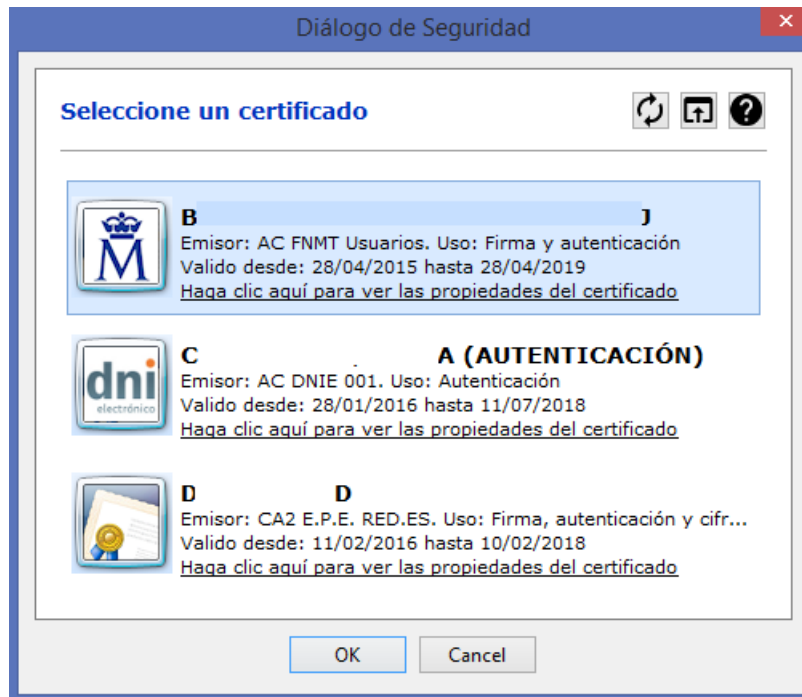 Diálogo de Seguridad
Seleccione un certificado
B J
Emisor: AC FNMT Usuarios. Uso: Firma y autenticación
Valido desde: 28/04/2015 hasta 28/04/2019
Haga clic aquí para ver las propiedades del certificado
dni
electrónico
C A (AUTENTICACIÓN)
Emisor: AC DNIE 001. Uso: Autenticación
Valido desde: 28/01/2016 hasta 11/07/2018
Haga clic aquí para ver las propiedades del certificado
D D
Emisor: CA2 E.P.E. RED.ES. Uso: Firma, autenticación y cifr...
Valido desde: 11/02/2016 hasta 10/02/2018
Haga clic aquí para ver las propiedades del certificado
OK Cancel